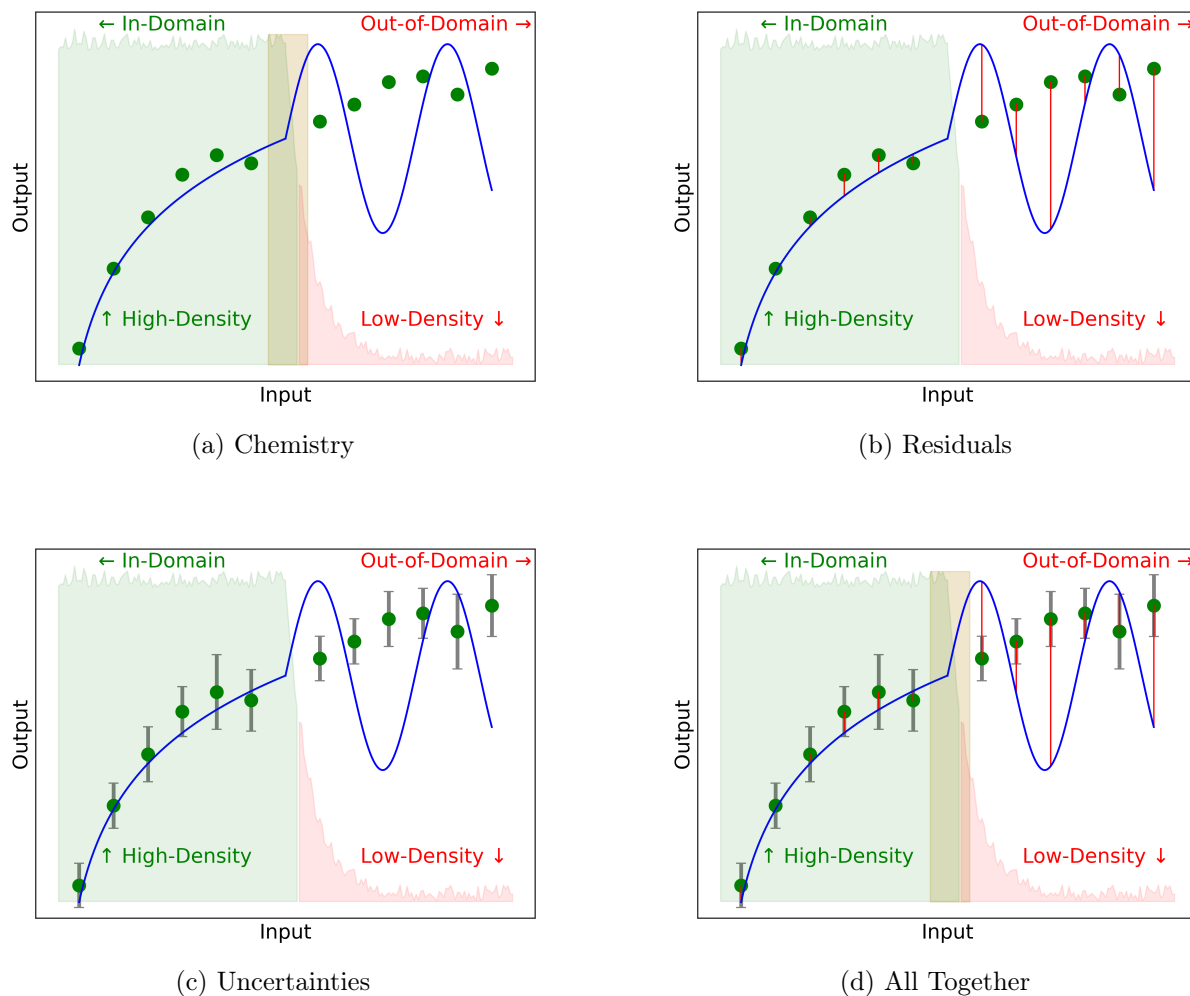 ← In-Domain
Out-of-Domain →
Output
↑ High-Density
Low-Density ↓
Input
(a) Chemistry
← In-Domain
Out-of-Domain →
Output
↑ High-Density
Low-Density ↓
Input
(b) Residuals
← In-Domain
Out-of-Domain →
Output
↑ High-Density
Low-Density ↓
Input
(c) Uncertainties
← In-Domain
Out-of-Domain →
Output
↑ High-Density
Low-Density ↓
Input
(d) All Together